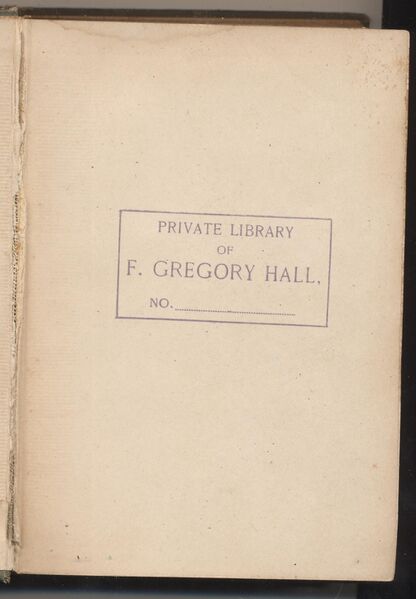 PRIVATE LIBRARY
OF
F. GREGORY HALL,
NO.